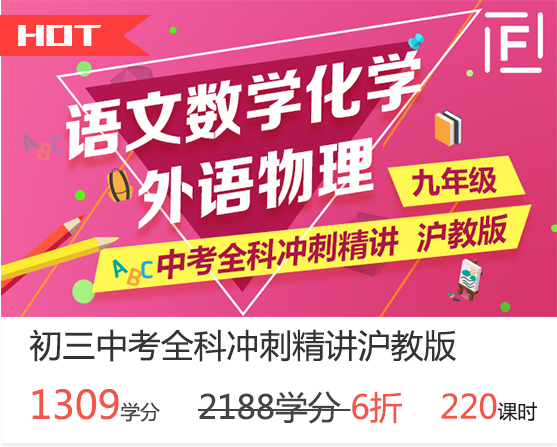 HOT
语文数学化学
外语物理
九年级
ABC
ABC中考全科冲刺精讲 沪教版
初三中考全科冲刺精讲沪教版
1309学分 2188学分 6折 220课时